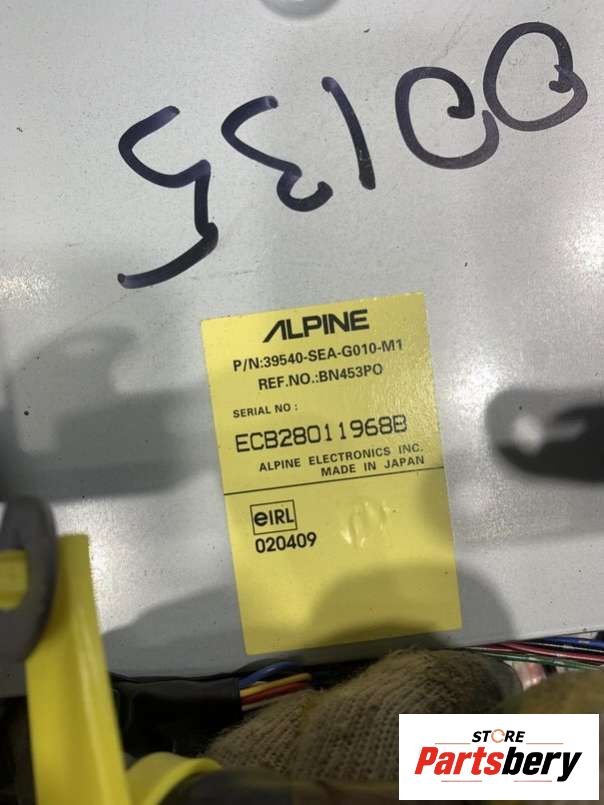 00135
ALPINE
P/N:39540-SEA-G010-M1
REF.NO.:BN453PO
SERIAL NO :
ECB28011968B
ALPINE ELECTRONICS INC.
MADE IN JAPAN
eIRL
020409
STORE
Partsbery